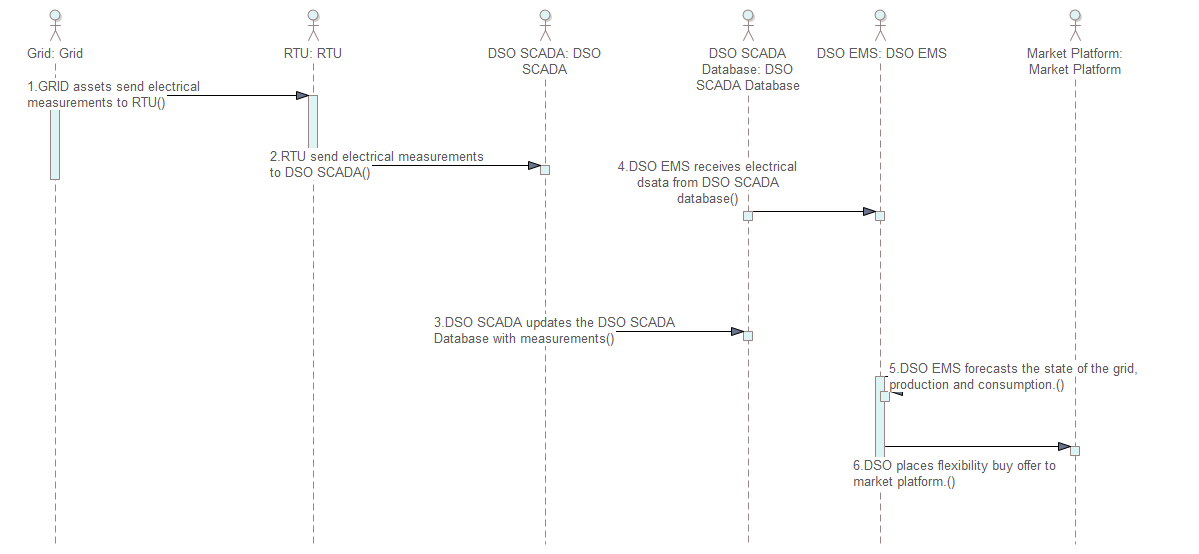 Grid: Grid
RTU: RTU
DSO SCADA: DSO
SCADA
DSO SCADA
Database: DSO
SCADA Database
DSO EMS: DSO EMS
Market Platform:
Market Platform
1.GRID assets send electrical
measurements to RTU()
2.RTU send electrical measurements
to DSO SCADA()
4.DSO EMS receives electrical
dsata from DSO SCADA
database()
3.DSO SCADA updates the DSO SCADA
Database with measurements()
5.DSO EMS forecasts the state of the grid,
production and consumption.()
6.DSO places flexibility buy offer to
market platform.()